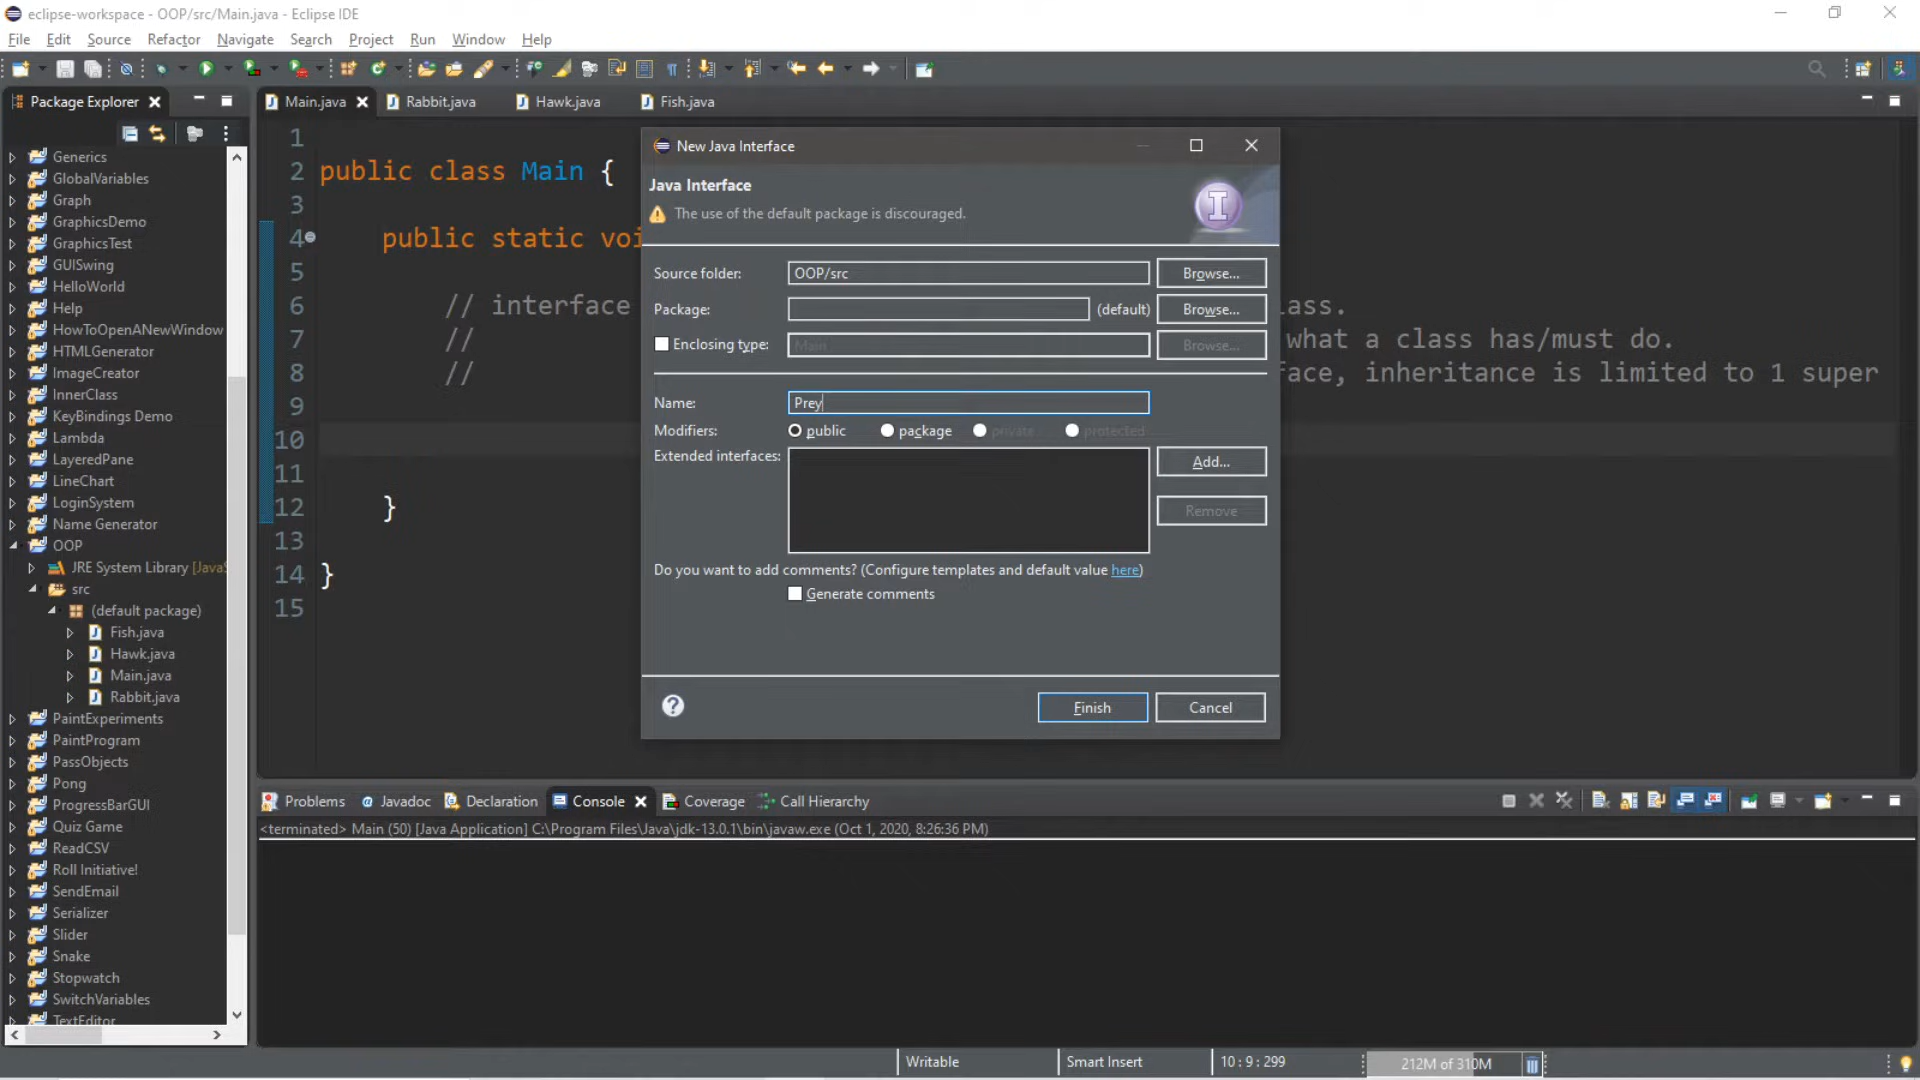 eclipse-workspace - OOP/src/Main.java - Eclipse IDE
File Edit Source Refactor Navigate Search Project Run Window Help
Package Explorer
Main.java Rabbit.java Hawk.java Fish.java
Generics
GlobalVariables
Graph
GraphicsDemo
GraphicsTest
GUISwing
HelloWorld
Help
HowToOpenANewWindow
HTMLGenerator
ImageCreator
InnerClass
KeyBindings Demo
Lambda
LayeredPane
LineChart
LoginSystem
Name Generator
OOP
JRE System Library [JavaS
src
(default package)
Fish.java
Hawk.java
Main.java
Rabbit.java
PaintExperiments
PaintProgram
PassObjects
Pong
ProgressBarGUI
Quiz Game
ReadCSV
Roll Initiative!
SendEmail
Serializer
Slider
Snake
Stopwatch
SwitchVariables
TextEditor
1
2 public class Main {
3
4 public static voi
5
6 // interface lass.
7 // what a class has/must do.
8 // face, inheritance is limited to 1 super
9
10
11
12 }
13
14 }
15
New Java Interface
Java Interface
The use of the default package is discouraged.
I
Source folder: OOP/src Browse...
Package: (default) Browse...
Enclosing type: Main Browse...
Name: Prey
Modifiers: public package private protected
Extended interfaces: Add...
Remove
Do you want to add comments? (Configure templates and default value here)
Generate comments
? Finish Cancel
Problems @ Javadoc Declaration Console Coverage Call Hierarchy
<terminated> Main (50) [Java Application] C:\Program Files\Java\jdk-13.0.1\bin\javaw.exe (Oct 1, 2020, 8:26:36 PM)
Writable Smart Insert 10 : 9 : 299 212M of 310M